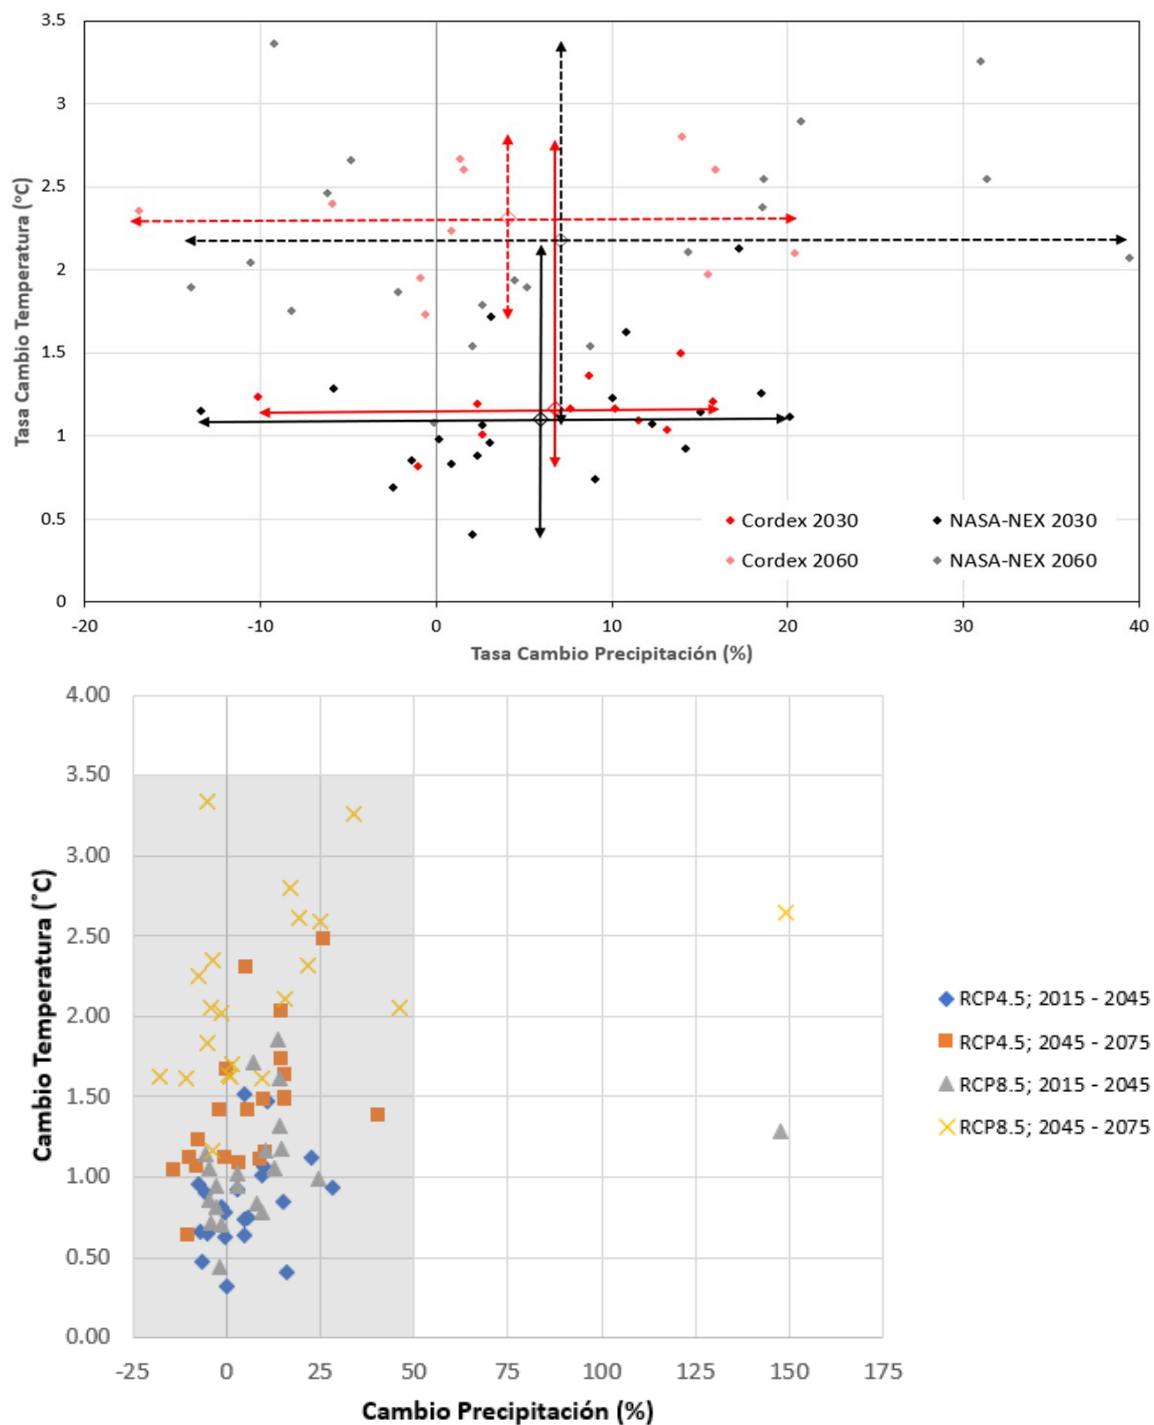 3.5
3
2.5
2
1.5
1
0.5
0
Tasa Cambio Temperatura (°C)
Cordex 2030 NASA-NEX 2030
Cordex 2060 NASA-NEX 2060
-20 -10 0 10 20 30 40
Tasa Cambio Precipitación (%)
4.00
3.50
3.00
2.50
2.00
1.50
1.00
0.50
0.00
Cambio Temperatura (°C)
RCP4.5; 2015 - 2045
RCP4.5; 2045 - 2075
RCP8.5; 2015 - 2045
RCP8.5; 2045 - 2075
-25 0 25 50 75 100 125 150 175
Cambio Precipitación (%)